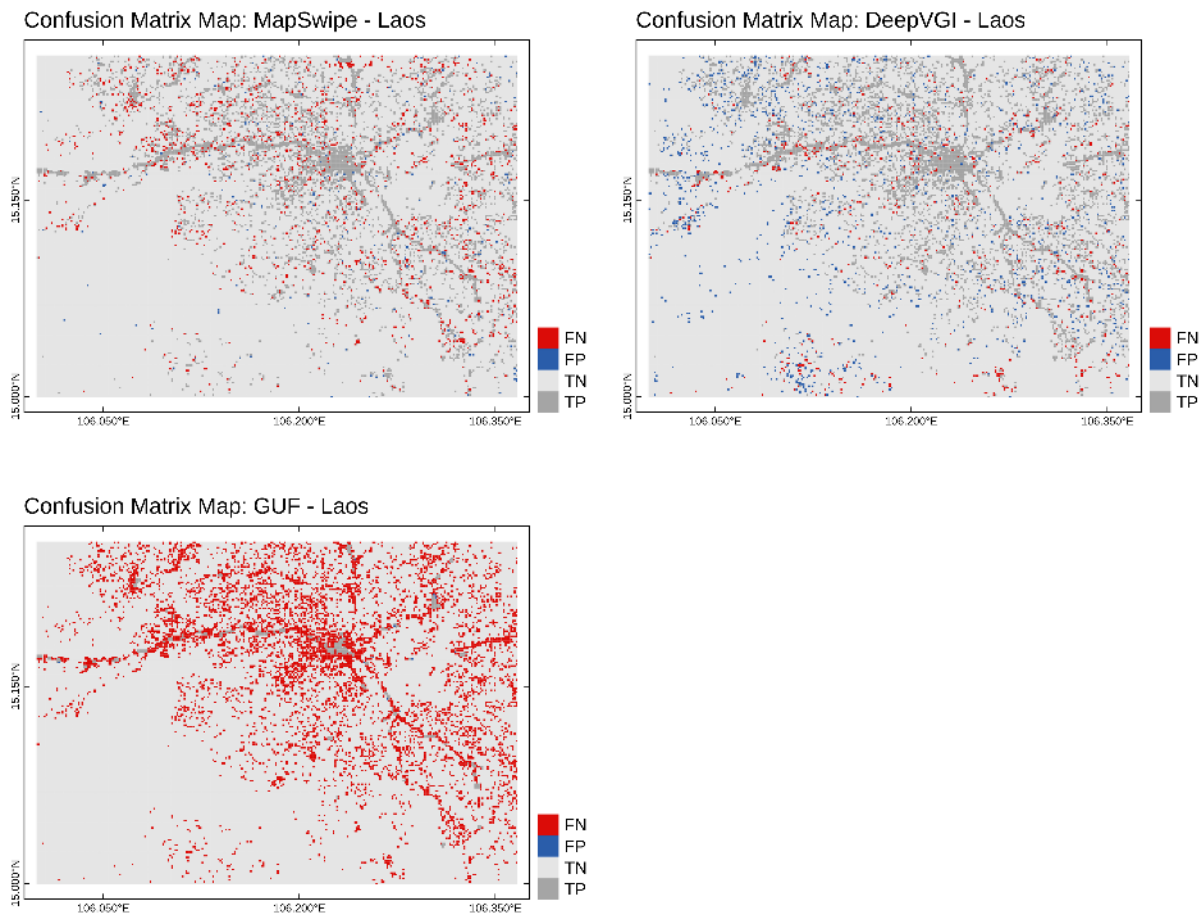 Confusion Matrix Map: MapSwipe - Laos
15.150°N
15.000°N
106.050°E
106.200°E
106.350°E
FN
FP
TN
TP
Confusion Matrix Map: DeepVGI - Laos
15.150°N
15.000°N
106.050°E
106.200°E
106.350°E
FN
FP
TN
TP
Confusion Matrix Map: GUF - Laos
15.150°N
15.000°N
106.050°E
106.200°E
106.350°E
FN
FP
TN
TP